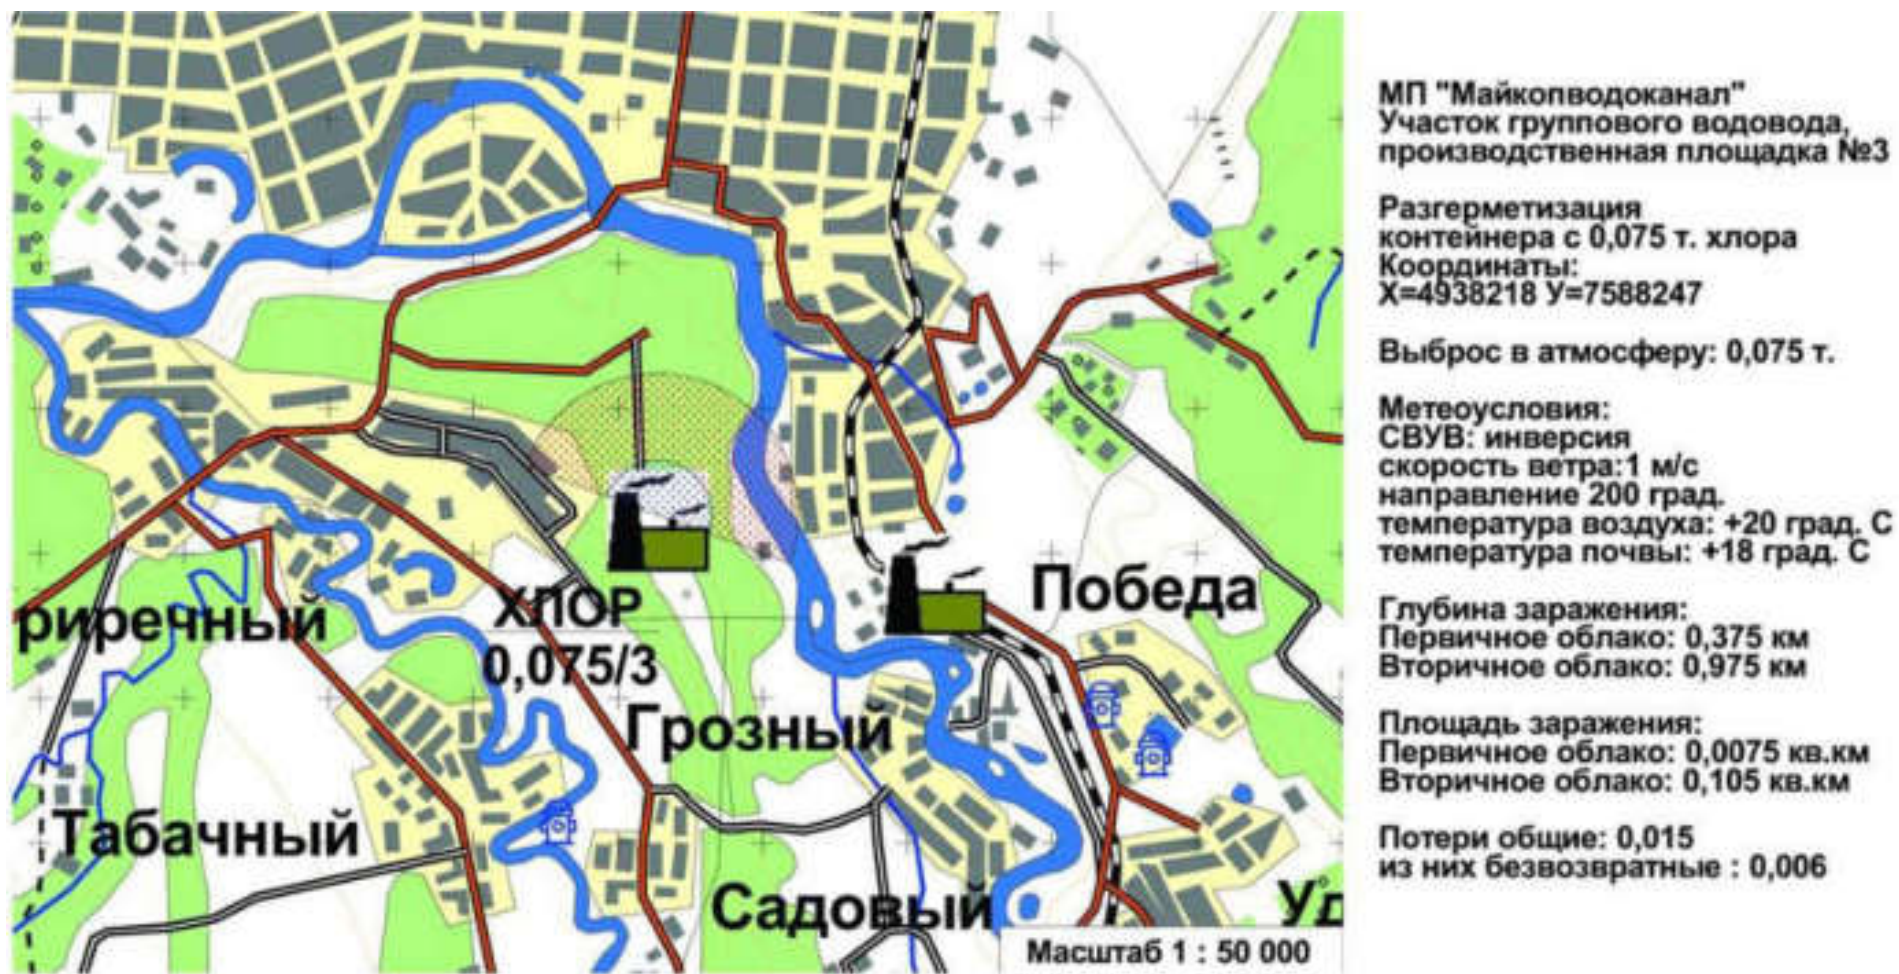 МП "Майкопводоканал"
Участок группового водовода,
производственная площадка №3
Разгерметизация
контейнера с 0,075 т. хлора
Координаты:
Х=4938218 У=7588247
Выброс в атмосферу: 0,075 т.
Метеоусловия:
СВУВ: инверсия
скорость ветра:1 м/с
направление 200 град.
температура воздуха: +20 град. С
температура почвы: +18 град. С
Глубина заражения:
Первичное облако: 0,375 км
Вторичное облако: 0,975 км
Площадь заражения:
Первичное облако: 0,0075 кв.км
Вторичное облако: 0,105 кв.км
Потери общие: 0,015
из них безвозвратные : 0,006
Победа
ХЛОР
0,075/3
риречный
Грозный
Табачный
Садовый
Уд
Масштаб 1 : 50 000